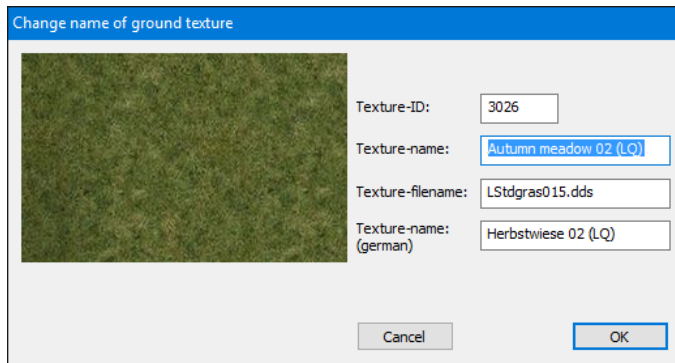 Change name of ground texture
Texture-ID: 3026
Texture-name: Autumn meadow 02 (LQ)
Texture-filename: LStdgras015.dds
Texture-name: Herbstwiese 02 (LQ)
(german)
Cancel OK